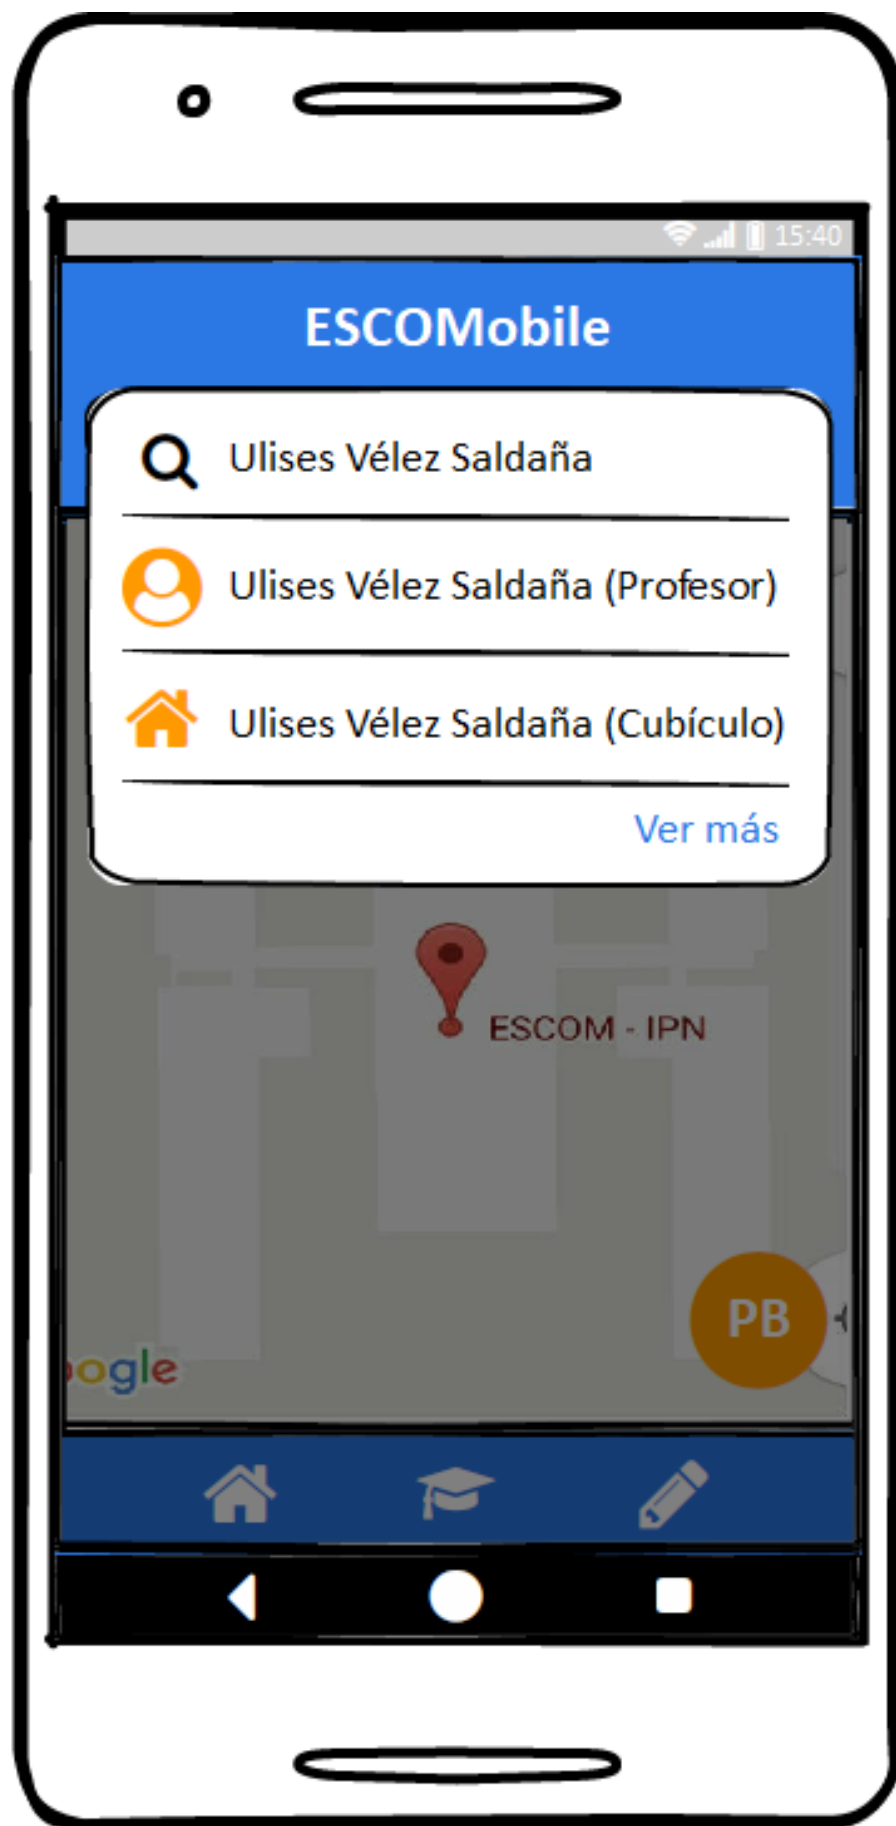 15:40
ESCOMobile
Ulises Vélez Saldaña
Ulises Vélez Saldaña (Profesor)
Ulises Vélez Saldaña (Cubículo)
Ver más
ESCOM - IPN
PB
ogle